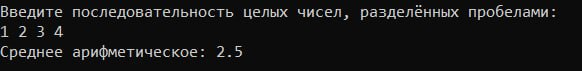 Введите последовательность целых чисел, разделённых пробелами:
1 2 3 4
Среднее арифметическое: 2.5